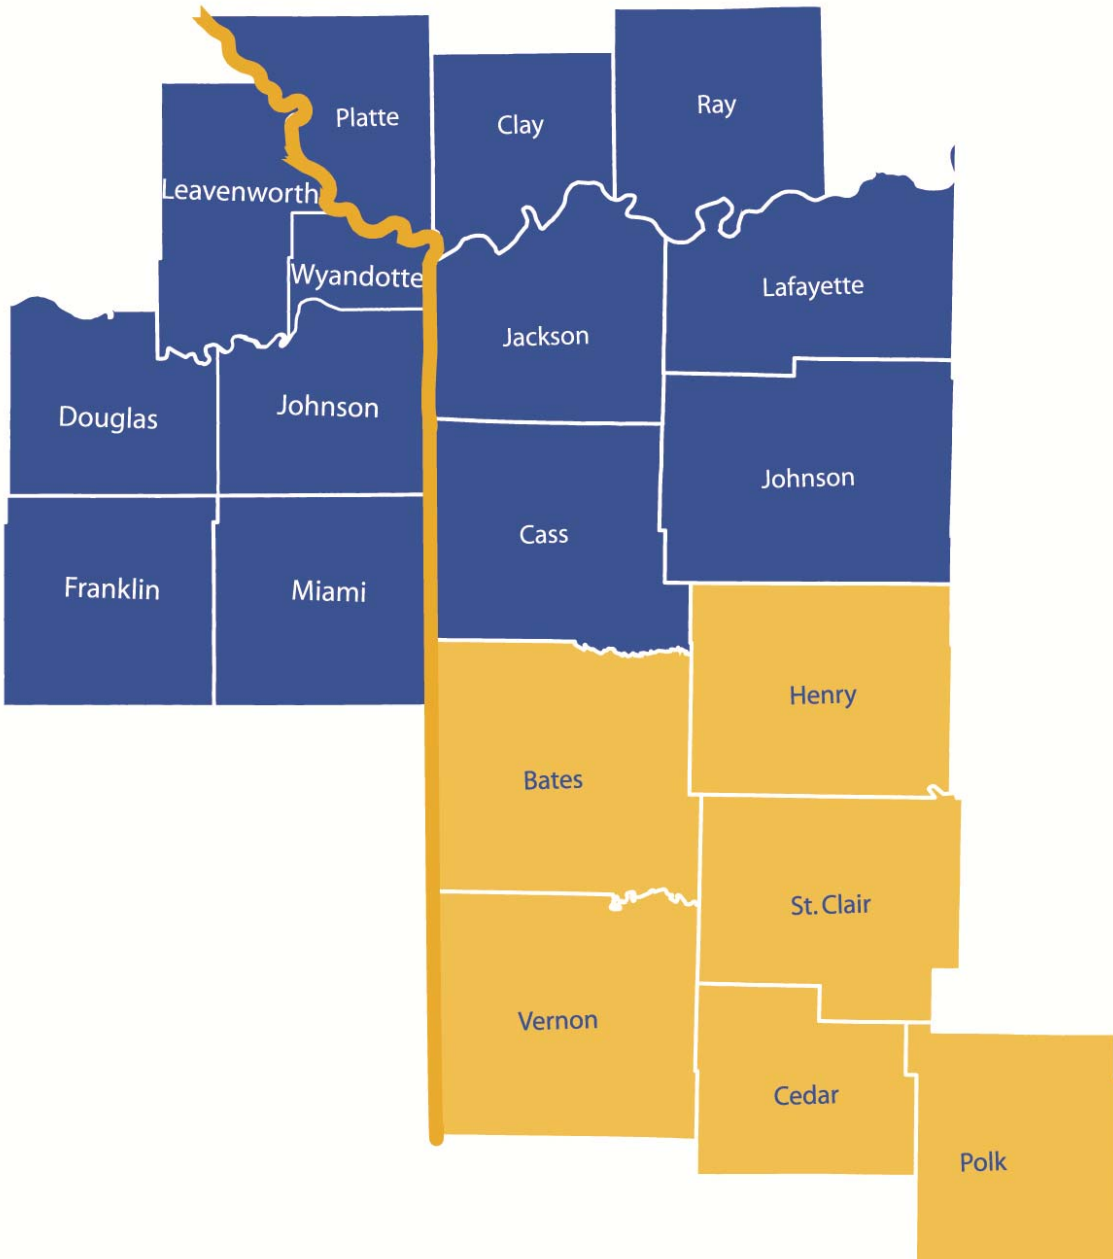 Platte
Clay
Ray
Leavenworth
Wyandotte
Lafayette
Jackson
Douglas
Johnson
Johnson
Cass
Franklin
Miami
Henry
Bates
St. Clair
Vernon
Cedar
Polk